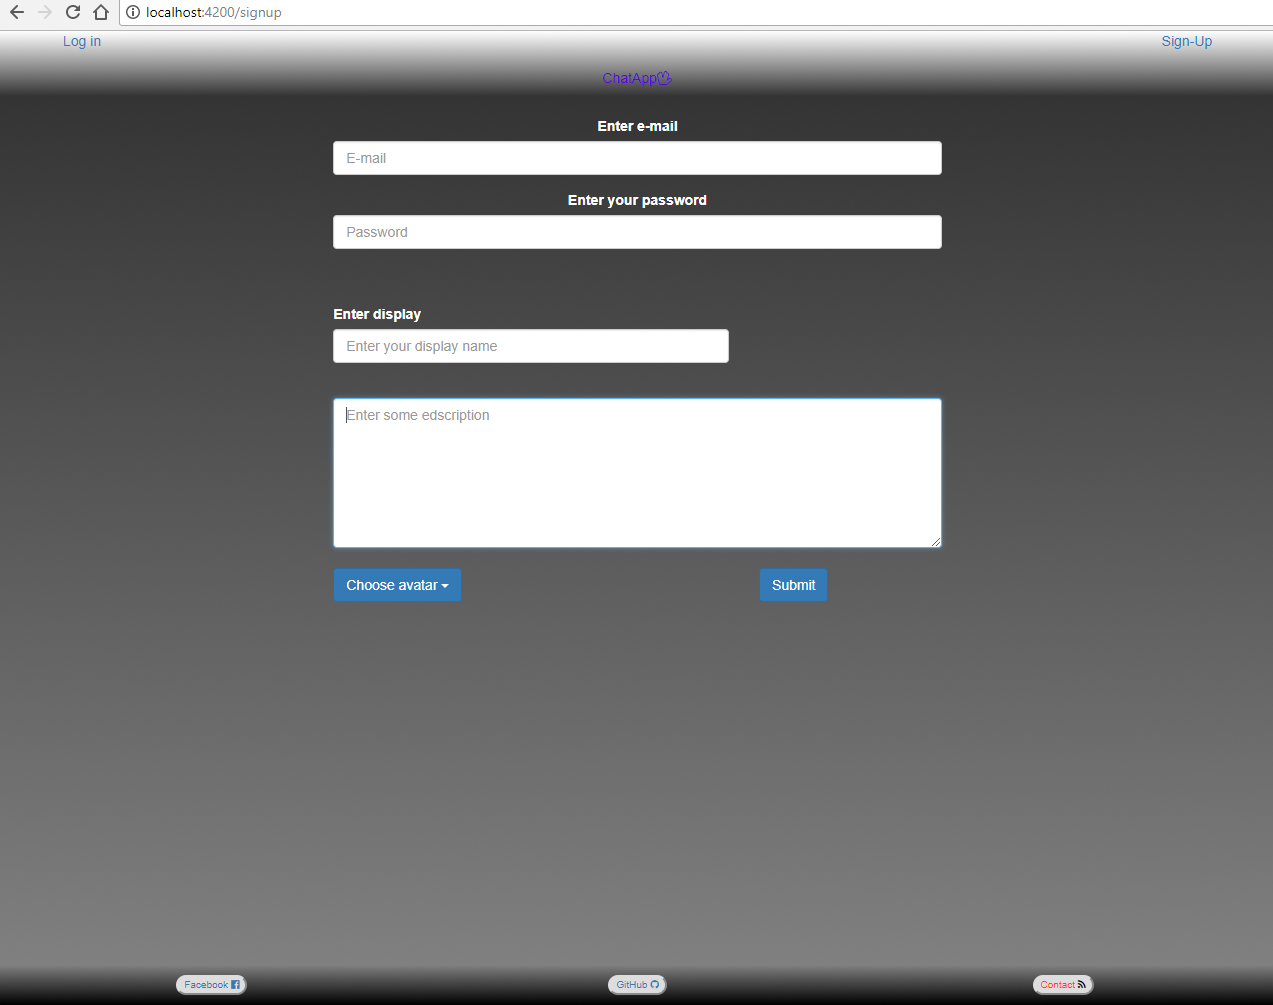 localhost:4200/signup
Log in Sign-Up
ChatApp
Enter e-mail
E-mail
Enter your password
Password
Enter display
Enter your display name
Enter some edscription
Choose avatar Submit
Facebook GitHub Contact